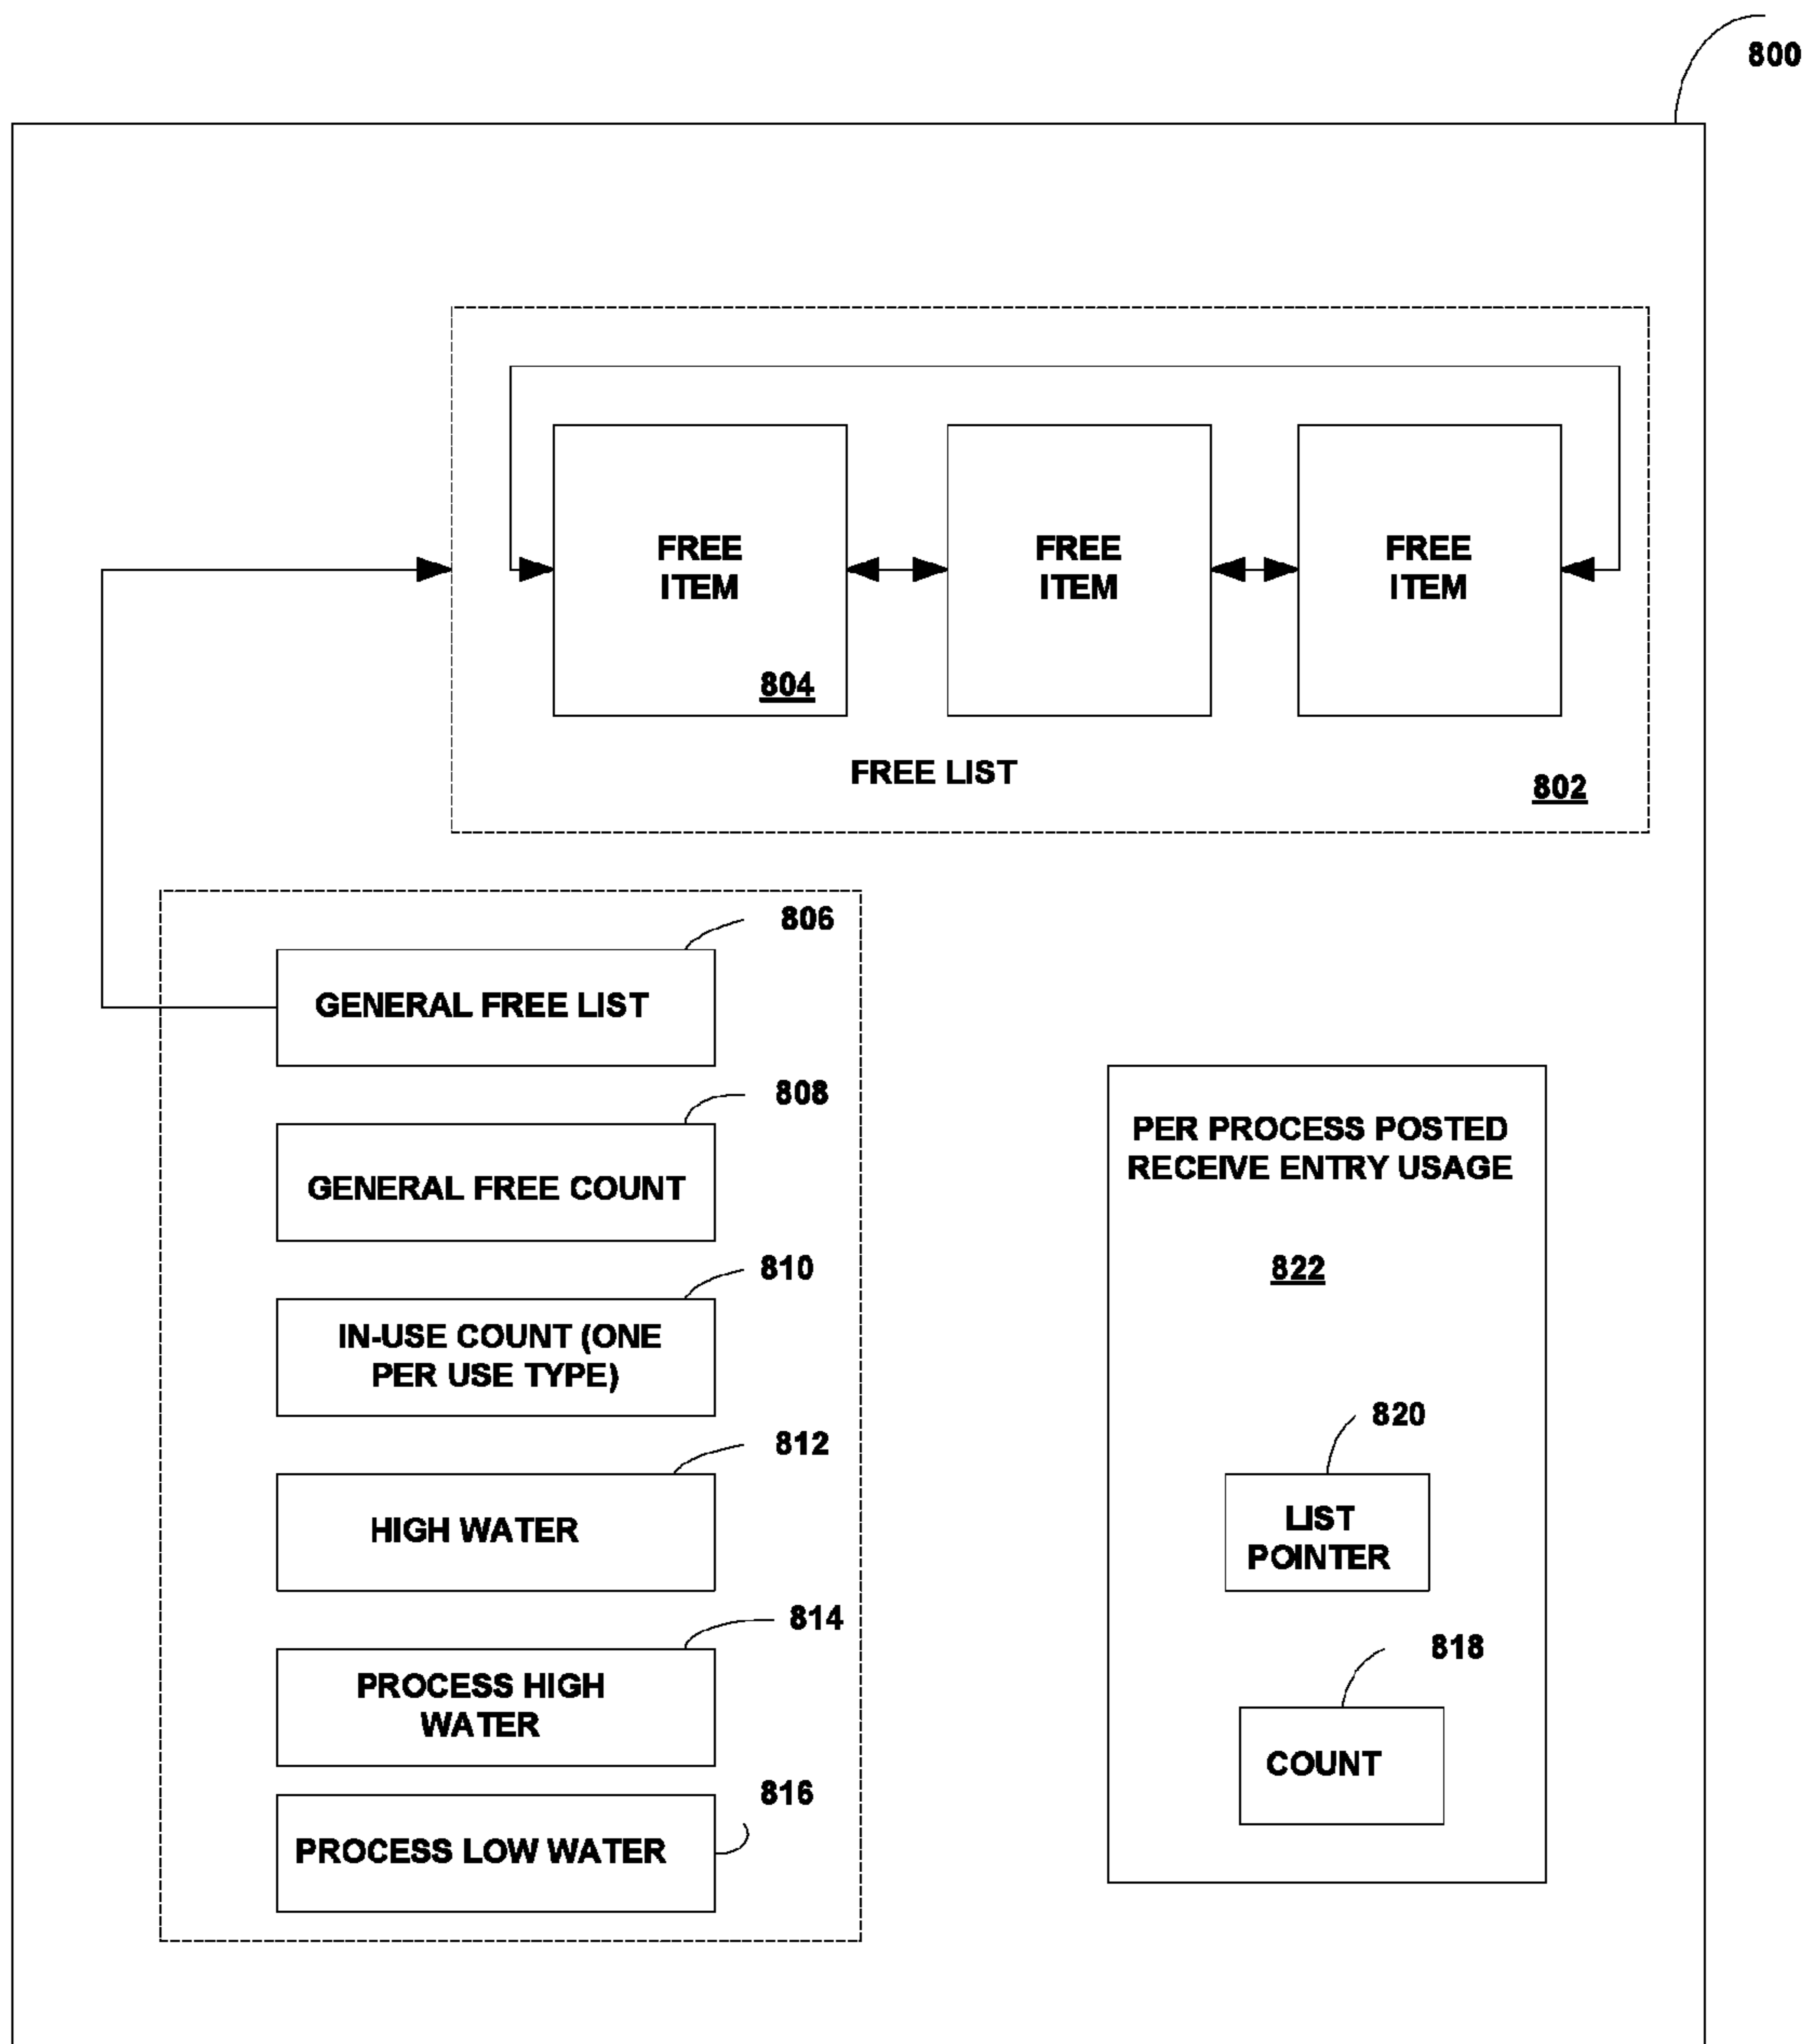 800
FREE
ITEM
804
FREE
ITEM
FREE
ITEM
FREE LIST
802
806
GENERAL FREE LIST
808
GENERAL FREE COUNT
810
IN-USE COUNT (ONE
PER USE TYPE)
812
HIGH WATER
814
PROCESS HIGH
WATER
816
PROCESS LOW WATER
PER PROCESS POSTED
RECEIVE ENTRY USAGE
822
820
LIST
POINTER
818
COUNT